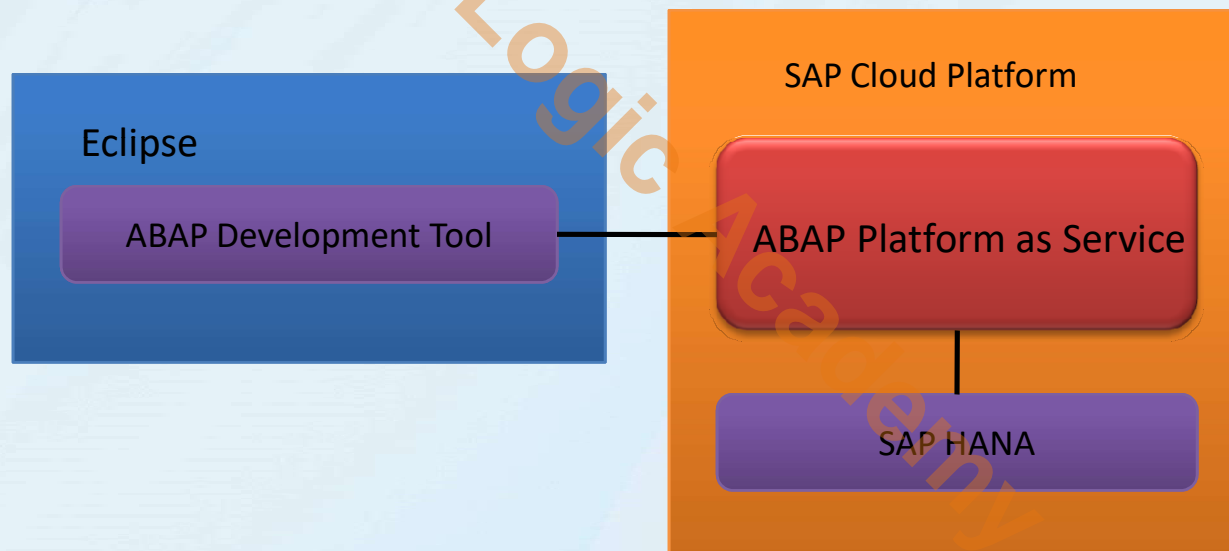 SAP Cloud Platform
Eclipse
ABAP Development Tool
ABAP Platform as Service
SAP HANA
Logic Academy